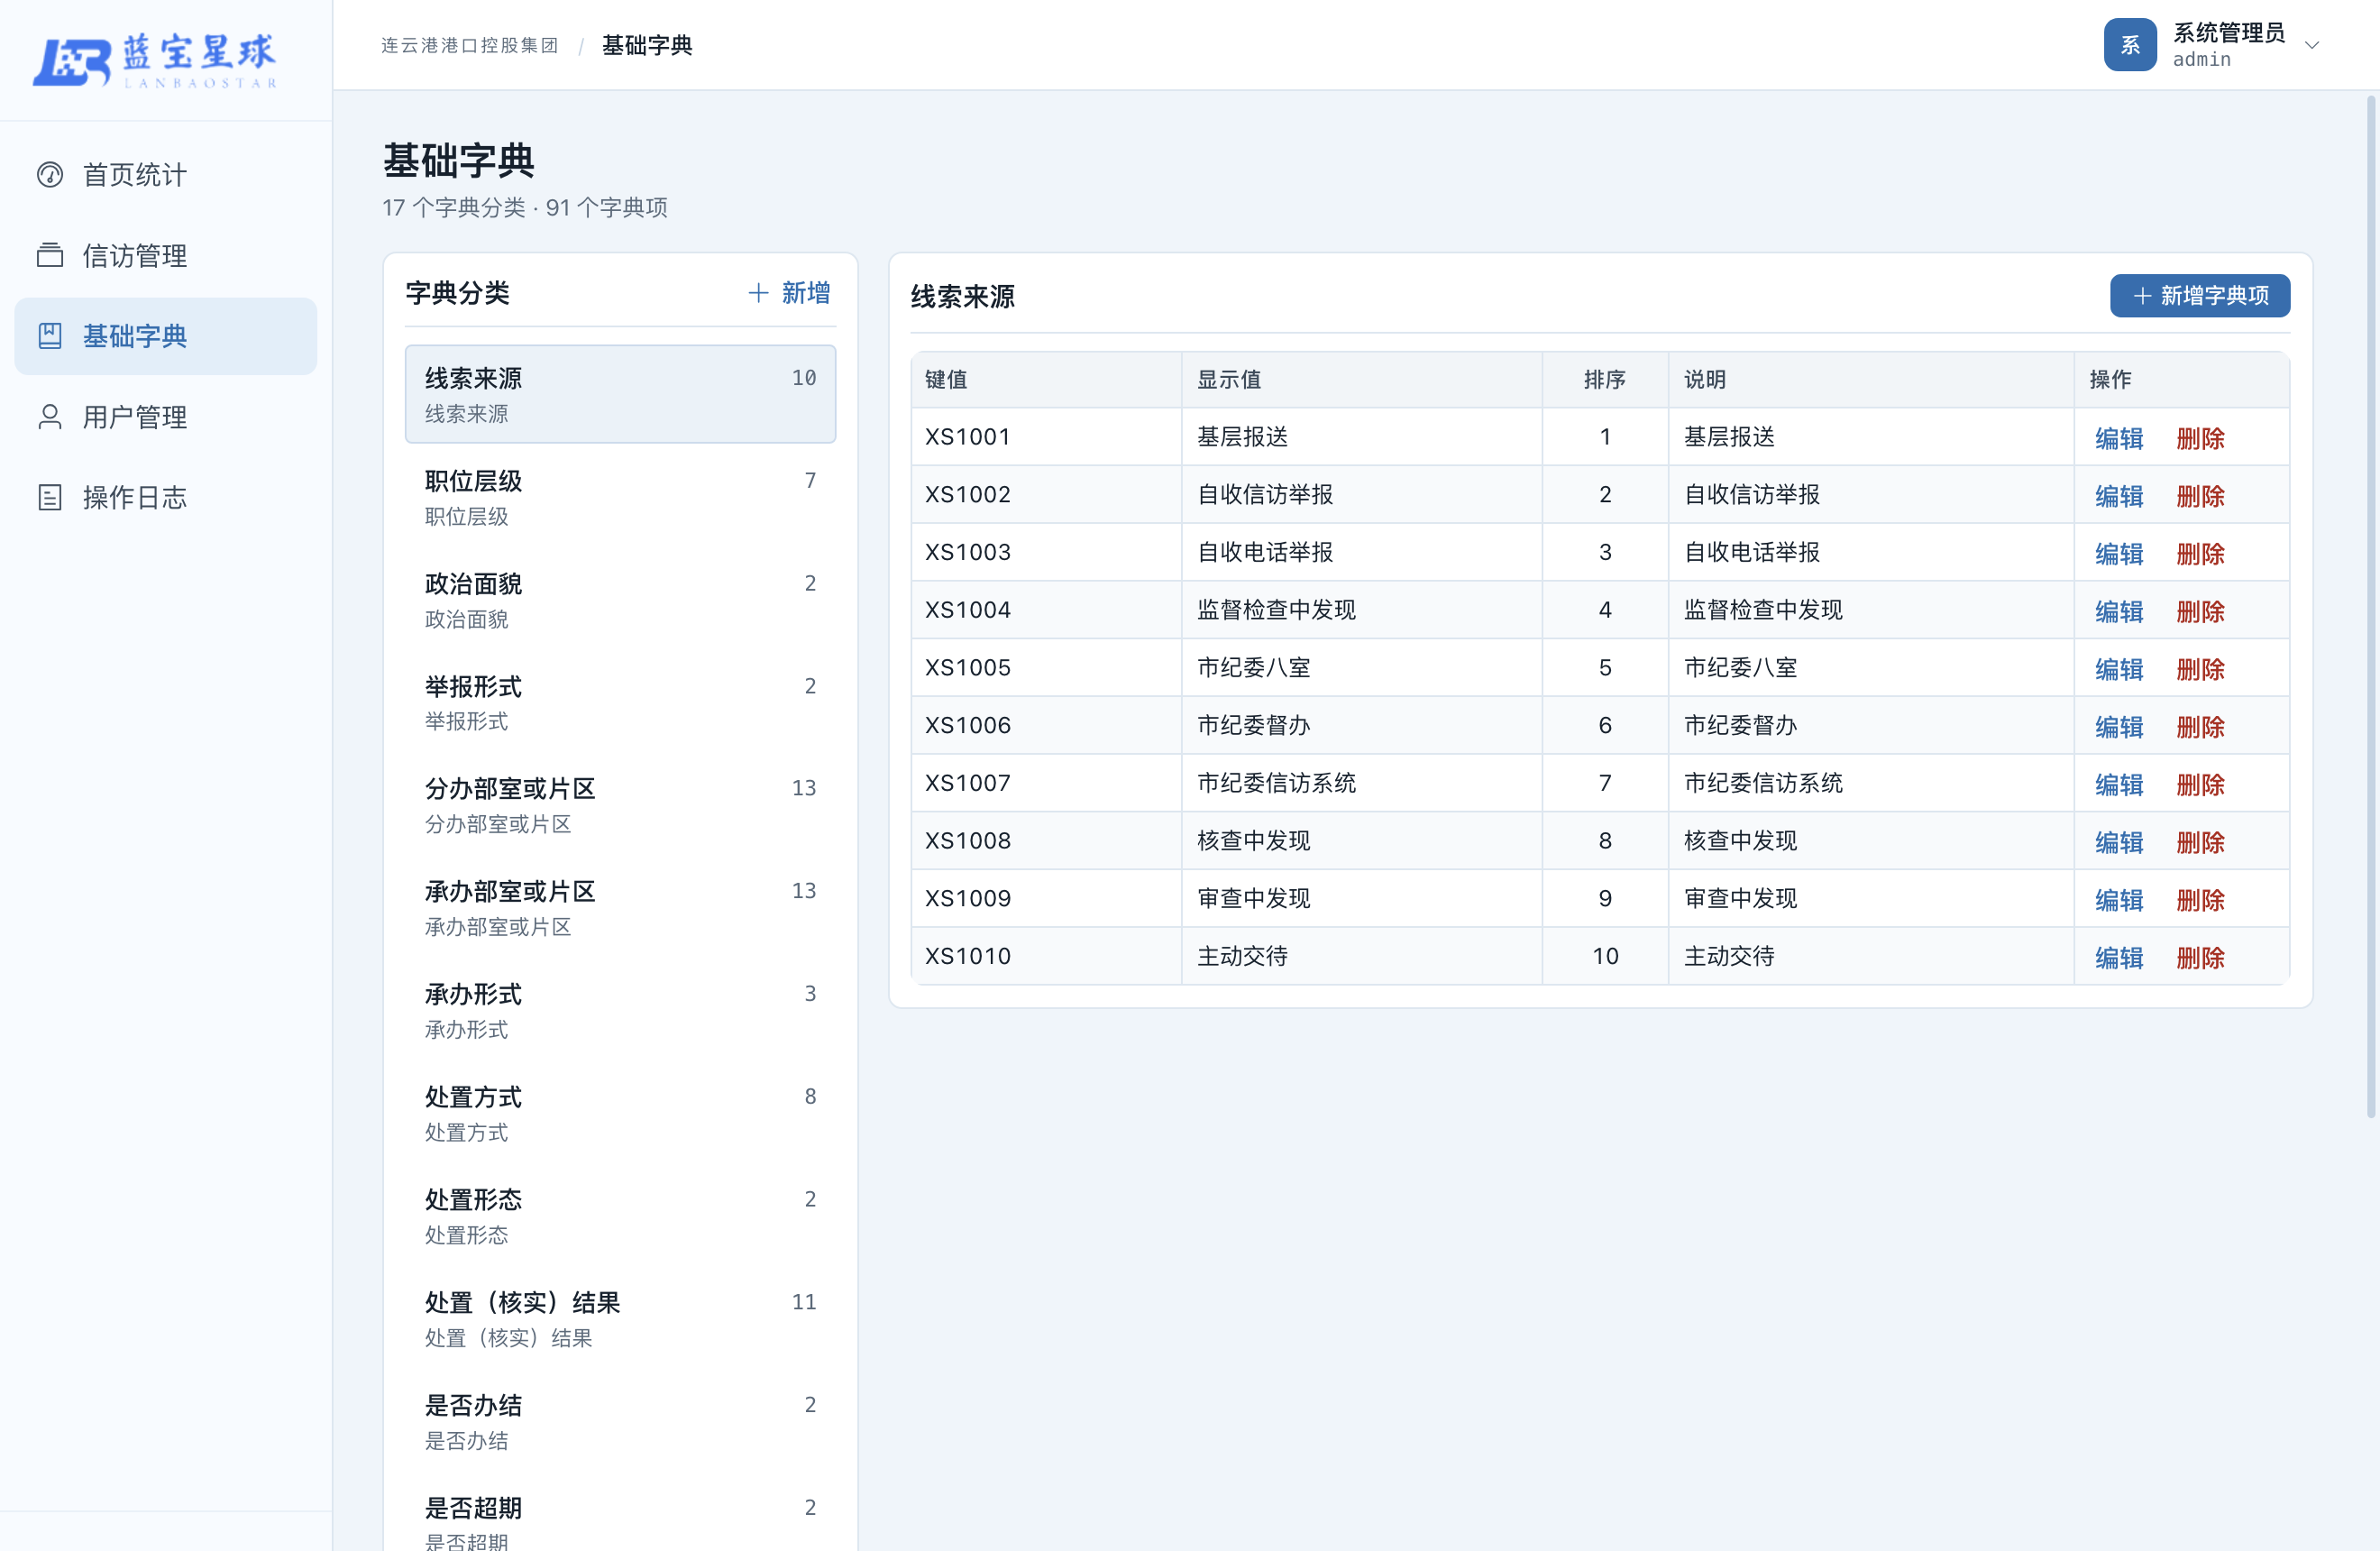 蓝宝星球
LANBAOSTAR
首页统计
信访管理
基础字典
用户管理
操作日志
连云港港口控股集团 / 基础字典
系 系统管理员
admin
基础字典
17 个字典分类 · 91 个字典项
字典分类 + 新增
线索来源 10
线索来源
职位层级 7
职位层级
政治面貌 2
政治面貌
举报形式 2
举报形式
分办部室或片区 13
分办部室或片区
承办部室或片区 13
承办部室或片区
承办形式 3
承办形式
处置方式 8
处置方式
处置形态 2
处置形态
处置（核实）结果 11
处置（核实）结果
是否办结 2
是否办结
是否超期 2
是否超期
线索来源 + 新增字典项
键值 显示值 排序 说明 操作
XS1001 基层报送 1 基层报送 编辑 删除
XS1002 自收信访举报 2 自收信访举报 编辑 删除
XS1003 自收电话举报 3 自收电话举报 编辑 删除
XS1004 监督检查中发现 4 监督检查中发现 编辑 删除
XS1005 市纪委八室 5 市纪委八室 编辑 删除
XS1006 市纪委督办 6 市纪委督办 编辑 删除
XS1007 市纪委信访系统 7 市纪委信访系统 编辑 删除
XS1008 核查中发现 8 核查中发现 编辑 删除
XS1009 审查中发现 9 审查中发现 编辑 删除
XS1010 主动交待 10 主动交待 编辑 删除